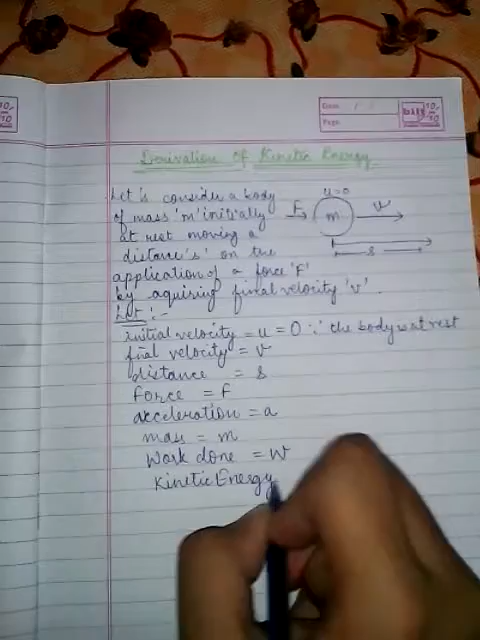 Date
Page
Derivation of Kinetic Energy
Let's consider a body
of mass 'm' initially
at rest moving a
distance 's' on the
application of a force 'F'
by aquiring final velocity 'v'.
u=0
F
m
v
s
Let :-
initial velocity = u = 0 ∵ the body is at rest
final velocity = v
distance = s
force = F
acceleration = a
mass = m
Work done = W
Kinetic Energy